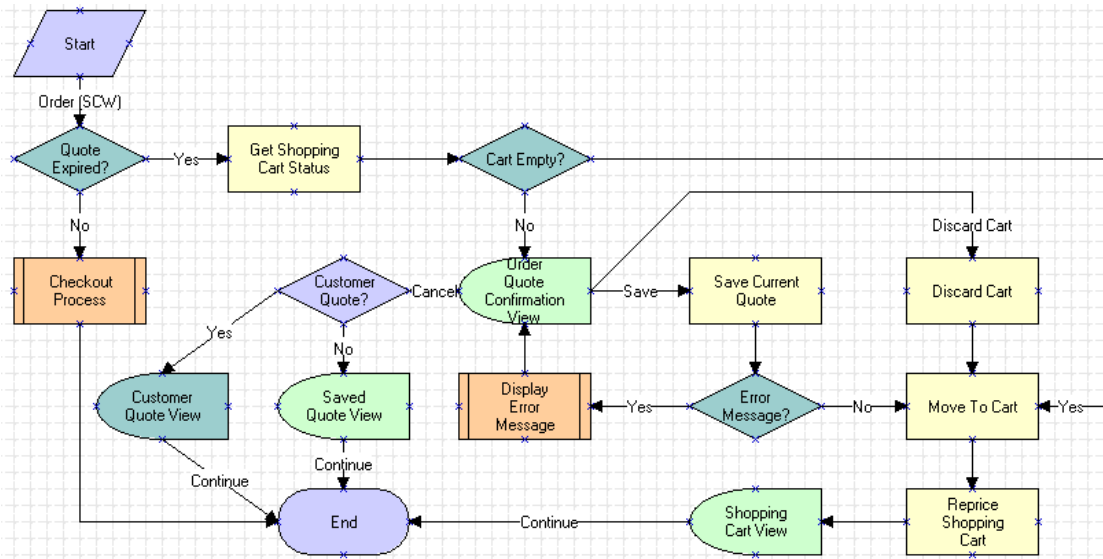 Start
Order (SCW)
Quote
Expired?
Yes
Get Shopping
Cart Status
Cart Empty?
No
No
Discard Cart
Checkout
Process
Customer
Quote?
Cancel
Order
Quote
Confirmation
View
Save
Save Current
Quote
Discard Cart
Yes
No
Customer
Quote View
Saved
Quote View
Display
Error
Message
Yes
Error
Message?
No
Move To Cart
Yes
Continue
Continue
End
Continue
Shopping
Cart View
Reprice
Shopping
Cart